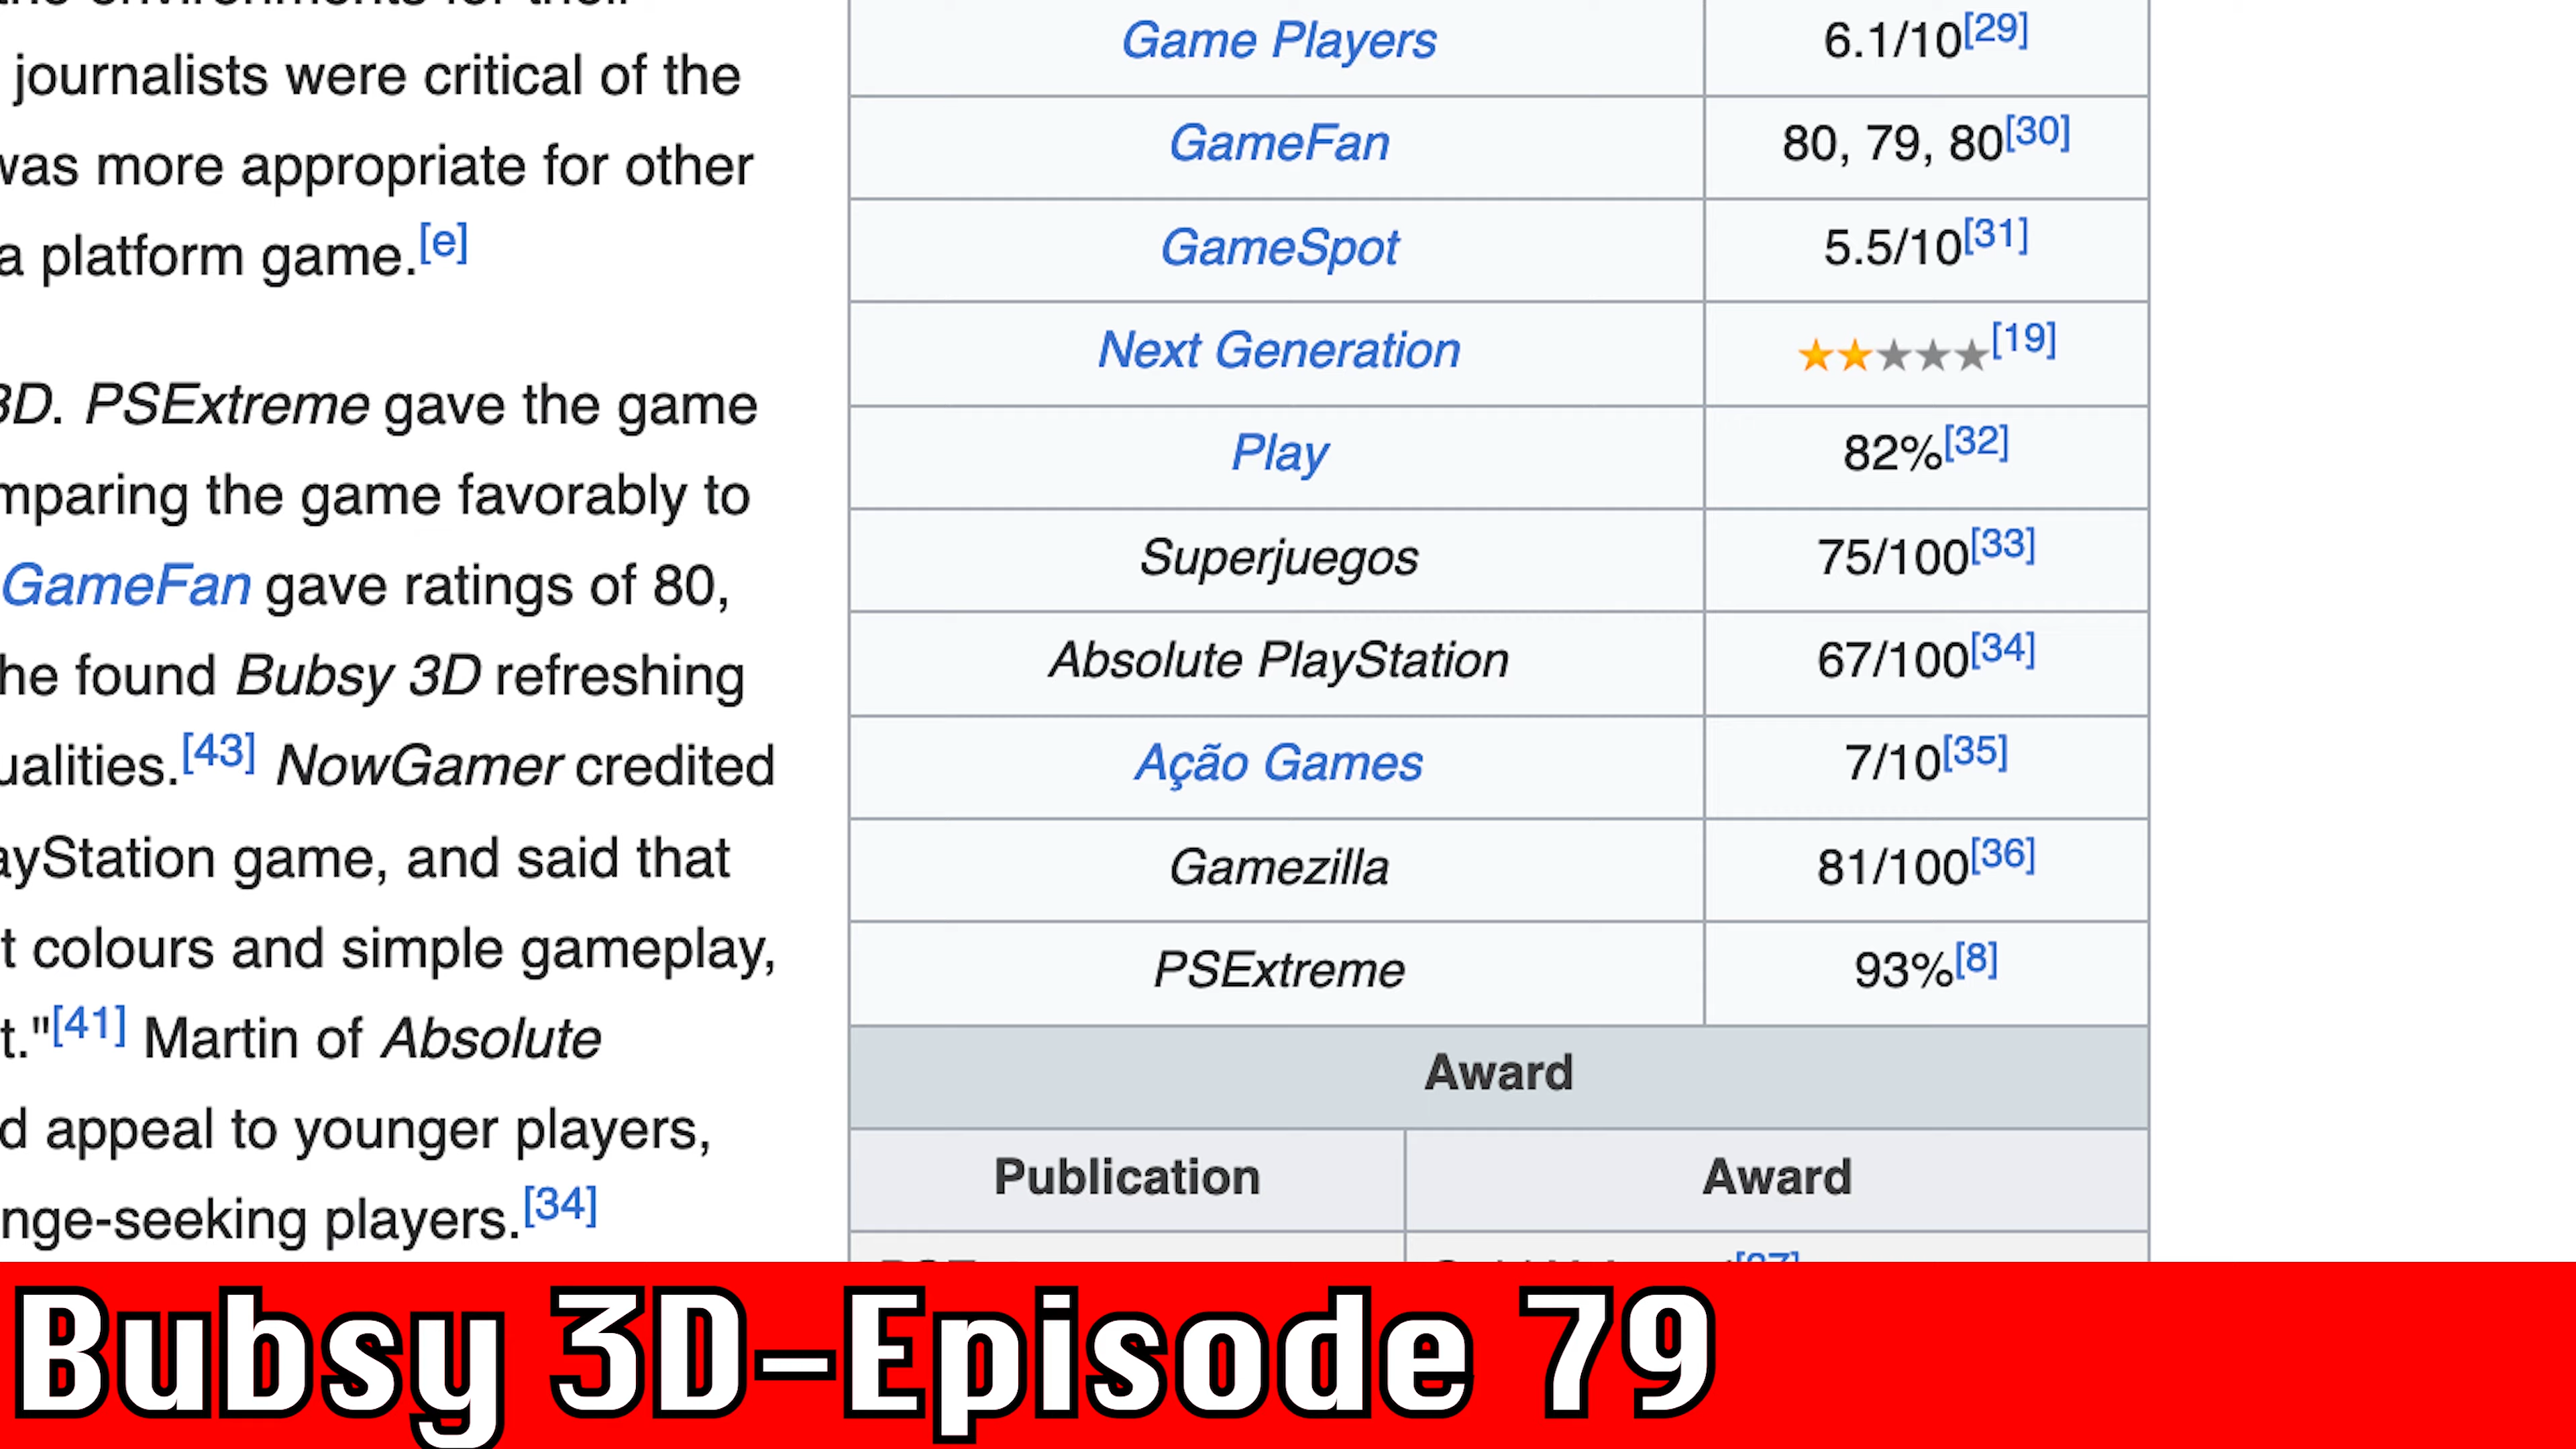 journalists were critical of the
was more appropriate for other
a platform game.[e]
3D. PSExtreme gave the game
mparing the game favorably to
GameFan gave ratings of 80,
he found Bubsy 3D refreshing
ualities.[43] NowGamer credited
ayStation game, and said that
t colours and simple gameplay,
t."[41] Martin of Absolute
d appeal to younger players,
nge-seeking players.[34]
Game Players 6.1/10[29]
GameFan 80, 79, 80[30]
GameSpot 5.5/10[31]
Next Generation ★★★★★[19]
Play 82%[32]
Superjuegos 75/100[33]
Absolute PlayStation 67/100[34]
Ação Games 7/10[35]
Gamezilla 81/100[36]
PSExtreme 93%[8]
Award
Publication Award
Bubsy 3D-Episode 79